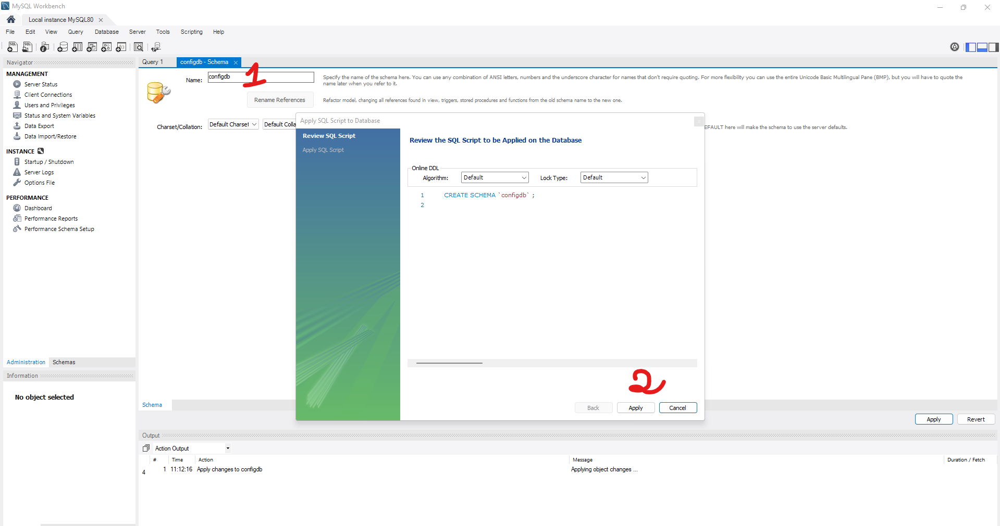 MySQL Workbench
Local instance MySQL80
File Edit View Query Database Server Tools Scripting Help
Navigator
MANAGEMENT
Server Status
Client Connections
Users and Privileges
Status and System Variables
Data Export
Data Import/Restore
INSTANCE
Startup / Shutdown
Server Logs
Options File
PERFORMANCE
Dashboard
Performance Reports
Performance Schema Setup
Administration Schemas
Information
No object selected
Query 1 configdb - Schema
1
Name: configdb
Specify the name of the schema here. You can use any combination of ANSI letters, numbers and the underscore character for names that don't require quoting. For more flexibility you can use the entire Unicode Basic Multilingual Pane (BMP), but you will have to quote the
name later when you refer to it.
Rename References
Refactor model, changing all references found in view, triggers, stored procedures and functions from the old schema name to the new one.
Charset/Collation: Default Charset Default Colla
EFAULT here will make the schema to use the server defaults.
Apply SQL Script to Database
Review SQL Script
Apply SQL Script
Review the SQL Script to be Applied on the Database
Online DDL
Algorithm: Default Lock Type: Default
1 CREATE SCHEMA `configdb` ;
2
2
Back Apply Cancel
Schema
Apply Revert
Output
Action Output
# Time Action Message Duration / Fetch
4 1 11:12:16 Apply changes to configdb Applying object changes ...